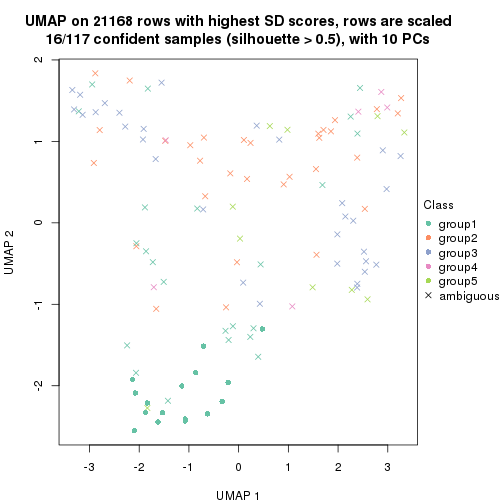 UMAP on 21168 rows with highest SD scores, rows are scaled
16/117 confident samples (silhouette > 0.5), with 10 PCs
2
1
0
-1
-2
UMAP 2
-3
-2
-1
0
1
2
3
UMAP 1
Class
group1
group2
group3
group4
group5
ambiguous